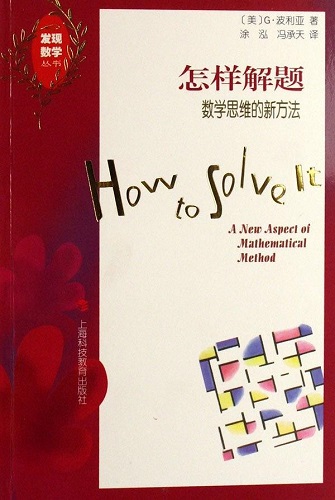 发现
数学
丛书
1
[美]G·波利亚 著
涂泓 冯承天 译
怎样解题
数学思维的新方法
How to Solve It
A New Aspect of
Mathematical
Method
上海科技教育出版社